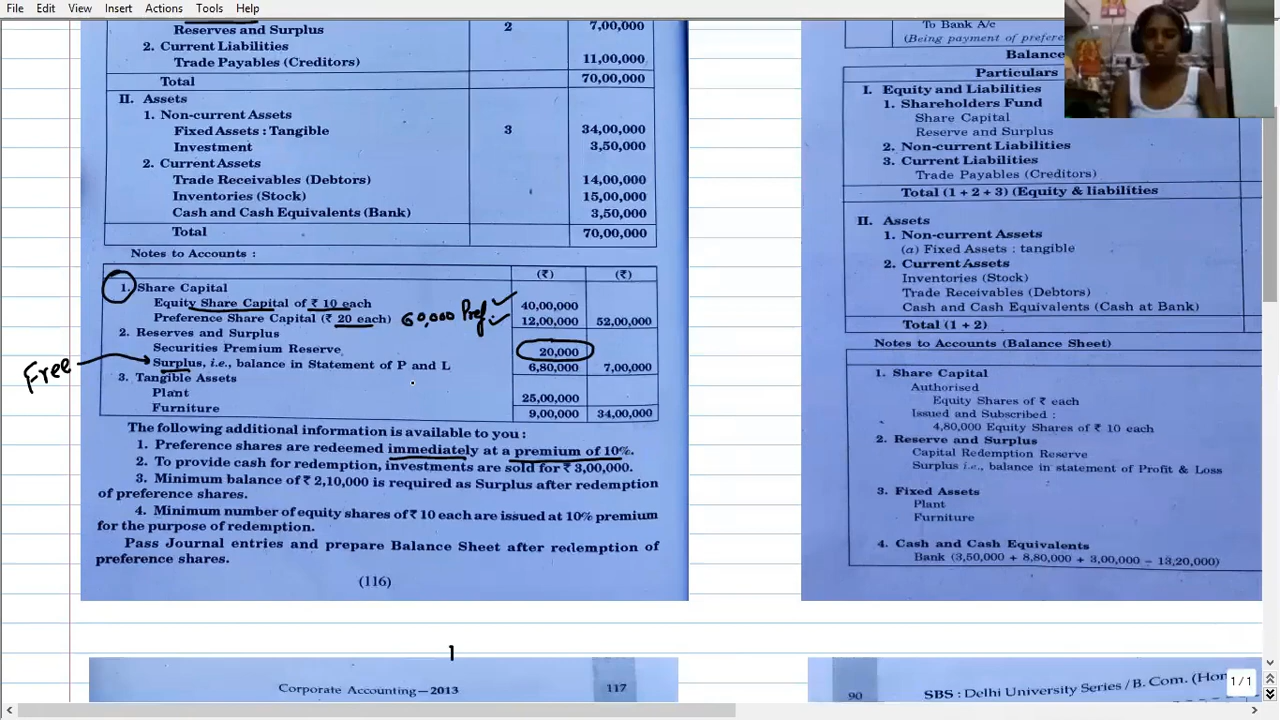 File Edit View Insert Actions Tools Help
Reserves and Surplus 2 7,00,000
2. Current Liabilities
Trade Payables (Creditors) 11,00,000
Total 70,00,000
II. Assets
1. Non-current Assets
Fixed Assets : Tangible 3 34,00,000
Investment 3,50,000
2. Current Assets
Trade Receivables (Debtors) 14,00,000
Inventories (Stock) 15,00,000
Cash and Cash Equivalents (Bank) 3,50,000
Total 70,00,000
Notes to Accounts :
(₹) (₹)
1. Share Capital
Equity Share Capital of ₹ 10 each 40,00,000
Preference Share Capital (₹ 20 each) 60,000 Pref. 12,00,000 52,00,000
2. Reserves and Surplus
Securities Premium Reserve 20,000
Free Surplus, i.e., balance in Statement of P and L 6,80,000 7,00,000
3. Tangible Assets
Plant 25,00,000
Furniture 9,00,000 34,00,000
The following additional information is available to you :
1. Preference shares are redeemed immediately at a premium of 10%.
2. To provide cash for redemption, investments are sold for ₹ 3,00,000.
3. Minimum balance of ₹ 2,10,000 is required as Surplus after redemption
of preference shares.
4. Minimum number of equity shares of ₹ 10 each are issued at 10% premium
for the purpose of redemption.
Pass Journal entries and prepare Balance Sheet after redemption of
preference shares.
(116)
1
Corporate Accounting—2013 117
To Bank A/c
(Being payment of prefere
Balance
Particulars
I. Equity and Liabilities
1. Shareholders Fund
Share Capital
Reserve and Surplus
2. Non-current Liabilities
3. Current Liabilities
Trade Payables (Creditors)
Total (1 + 2 + 3) (Equity & liabilities
II. Assets
1. Non-current Assets
(a) Fixed Assets : tangible
2. Current Assets
Inventories (Stock)
Trade Receivables (Debtors)
Cash and Cash Equivalents (Cash at Bank)
Total (1 + 2)
Notes to Accounts (Balance Sheet)
1. Share Capital
Authorised
Equity Shares of ₹ each
Issued and Subscribed :
4,80,000 Equity Shares of ₹ 10 each
2. Reserve and Surplus
Capital Redemption Reserve
Surplus i.e., balance in statement of Profit & Loss
3. Fixed Assets
Plant
Furniture
4. Cash and Cash Equivalents
Bank (3,50,000 + 8,80,000 + 3,00,000 − 13,20,000)
90 SBS : Delhi University Series/B. Com. (Hon
1/1